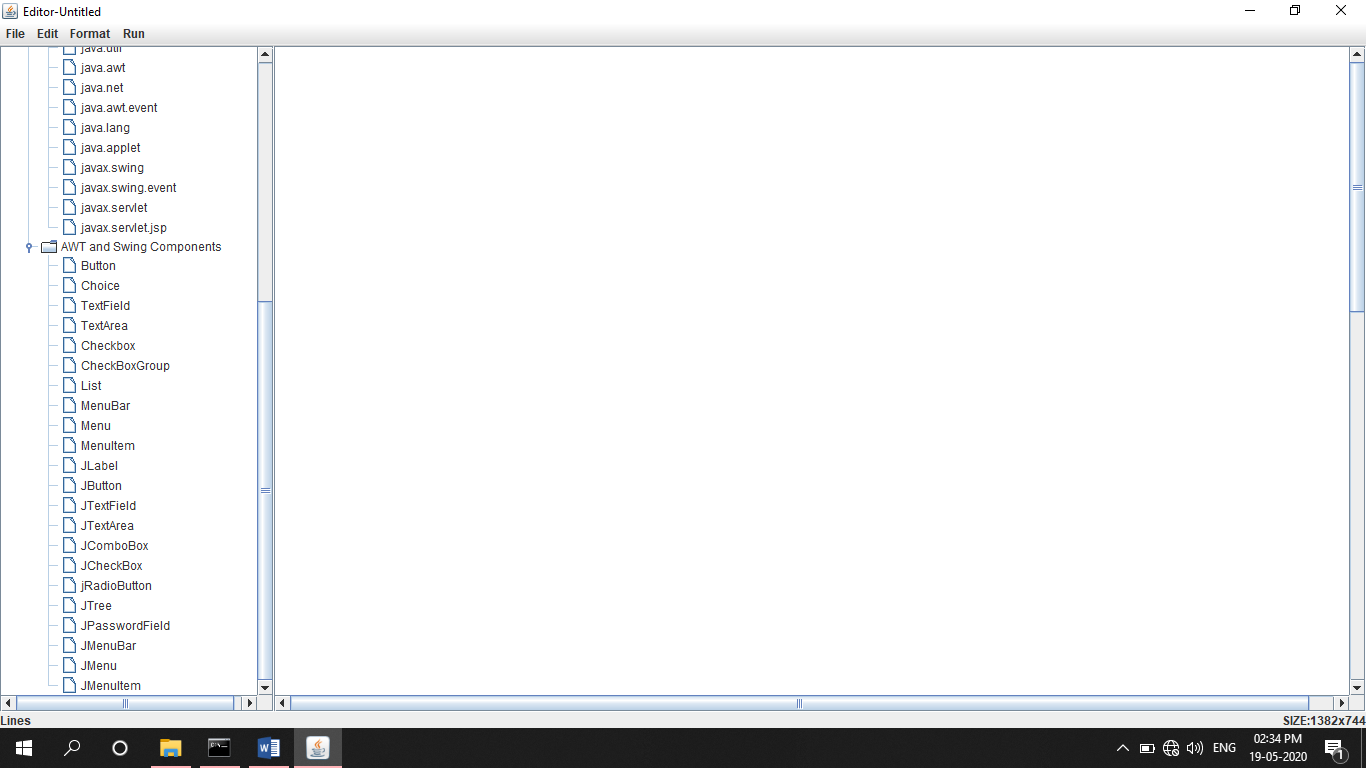 Editor-Untitled
File Edit Format Run
java.util
java.awt
java.net
java.awt.event
java.lang
java.applet
javax.swing
javax.swing.event
javax.servlet
javax.servlet.jsp
AWT and Swing Components
Button
Choice
TextField
TextArea
Checkbox
CheckBoxGroup
List
MenuBar
Menu
MenuItem
JLabel
JButton
JTextField
JTextArea
JComboBox
JCheckBox
jRadioButton
JTree
JPasswordField
JMenuBar
JMenu
JMenuItem
Lines SIZE:1382x744
ENG
02:34 PM
19-05-2020
1